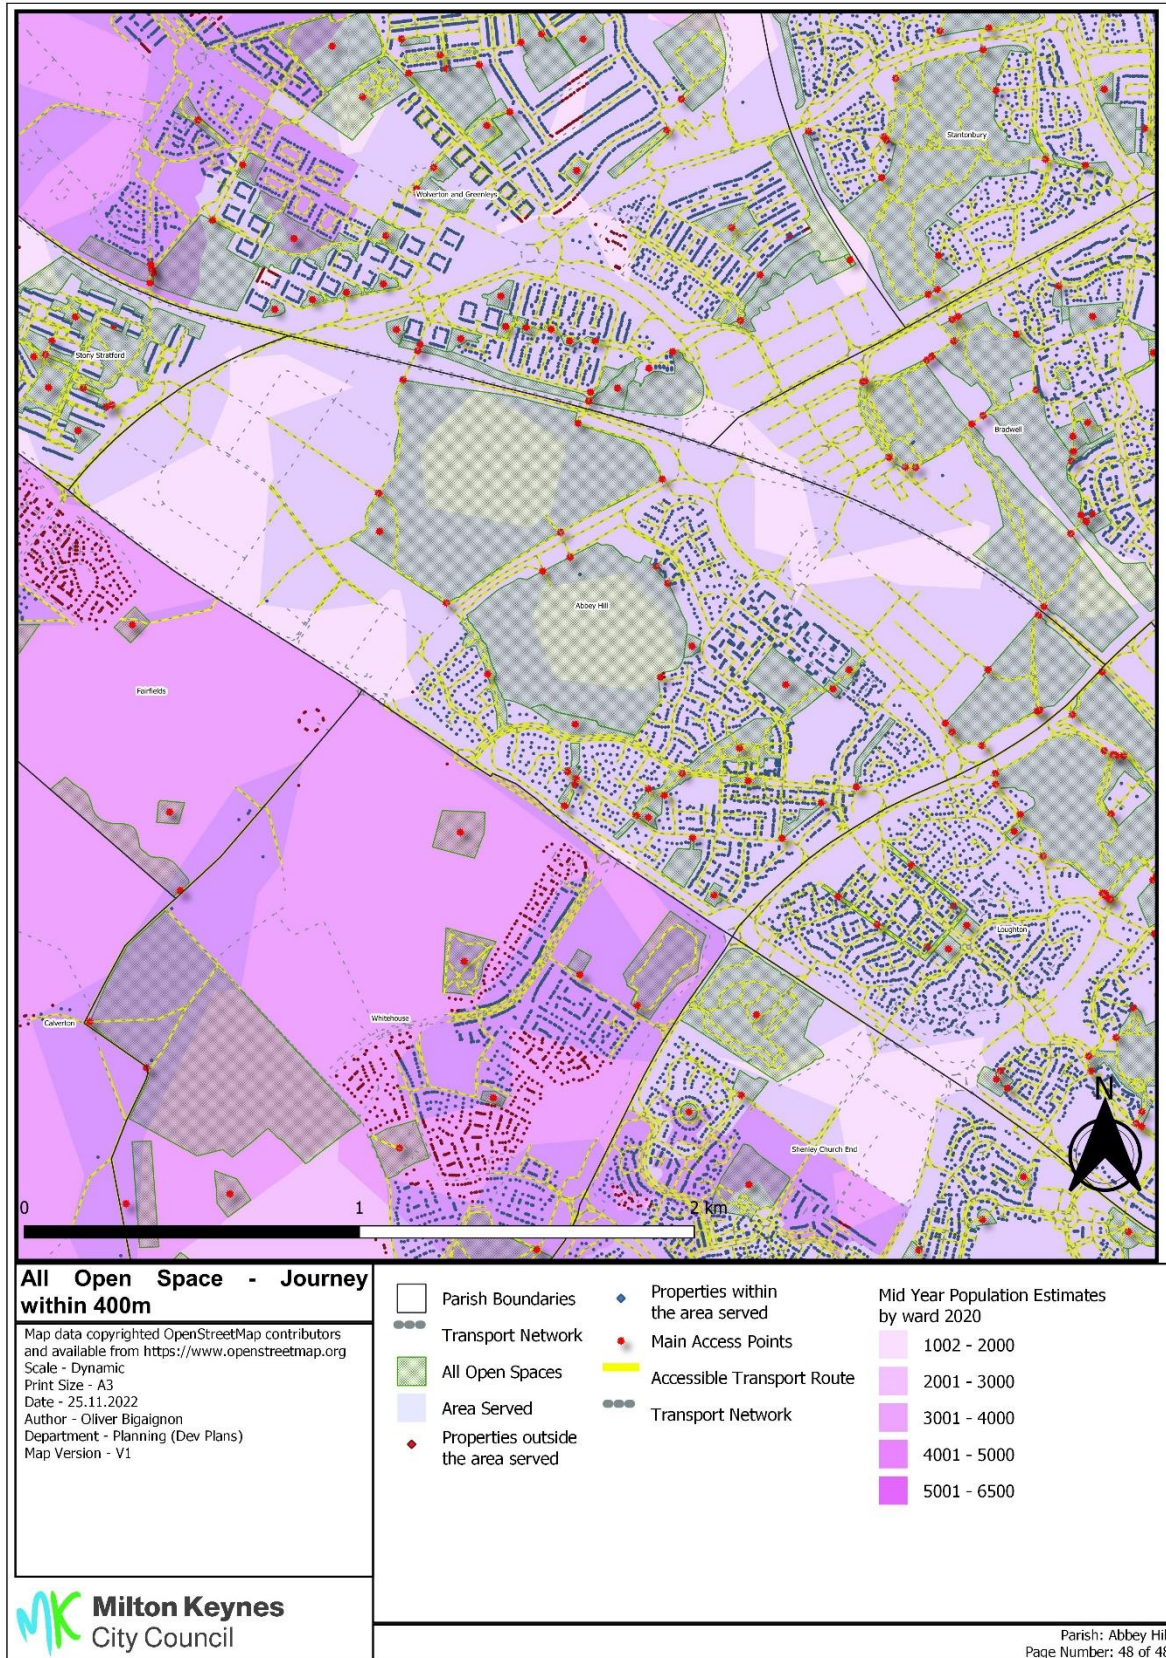 Stantonbury
Wolverton and Greenleys
Stony Stratford
Bradwell
Abbey Hill
Fairfields
Loughton
Whitehouse
Calverton
N
Shenley Church End
0 1 2 km
All Open Space - Journey
within 400m
Map data copyrighted OpenStreetMap contributors
and available from https://www.openstreetmap.org
Scale - Dynamic
Print Size - A3
Date - 25.11.2022
Author - Oliver Bigaignon
Department - Planning (Dev Plans)
Map Version - V1
MK Milton Keynes
City Council
Parish Boundaries
Transport Network
All Open Spaces
Area Served
Properties outside
the area served
Properties within
the area served
Main Access Points
Accessible Transport Route
Transport Network
Mid Year Population Estimates
by ward 2020
1002 - 2000
2001 - 3000
3001 - 4000
4001 - 5000
5001 - 6500
Parish: Abbey Hil
Page Number: 48 of 48